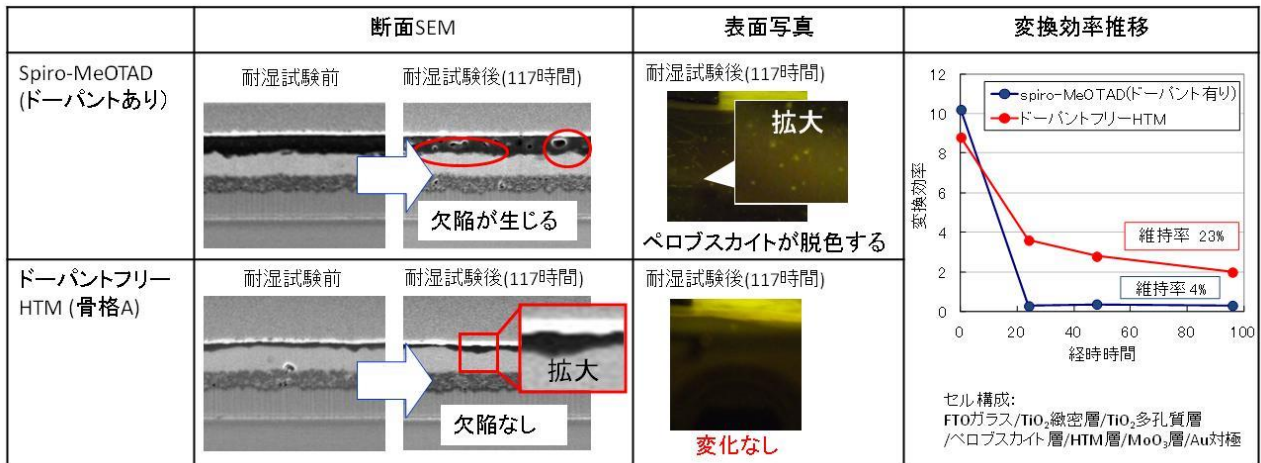 断面SEM
表面写真
変換効率推移
Spiro-MeOTAD
(ドーパントあり)
耐湿試験前
耐湿試験後(117時間)
欠陥が生じる
耐湿試験後(117時間)
拡大
ペロブスカイトが脱色する
ドーパントフリー
HTM (骨格A)
耐湿試験前
耐湿試験後(117時間)
拡大
欠陥なし
耐湿試験後(117時間)
変化なし
変換効率
12
10
8
6
4
2
0
spiro-MeOTAD(ドーパント有り)
ドーパントフリーHTM
維持率 23%
維持率 4%
0 20 40 60 80 100
経時時間
セル構成:
FTOガラス/TiO₂緻密層/TiO₂多孔質層
/ペロブスカイト層/HTM層/MoO₃層/Au対極